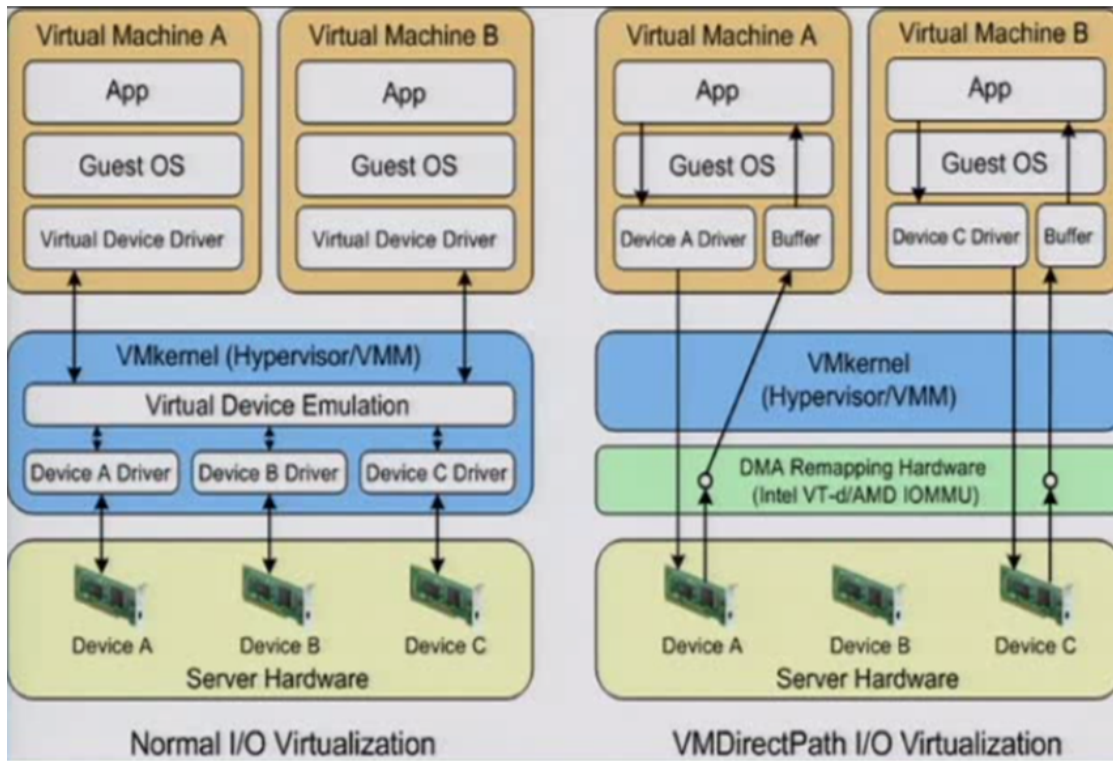 Virtual Machine A
App
Guest OS
Virtual Device Driver
Virtual Machine B
App
Guest OS
Virtual Device Driver
VMkernel (Hypervisor/VMM)
Virtual Device Emulation
Device A Driver
Device B Driver
Device C Driver
Device A
Device B
Device C
Server Hardware
Normal I/O Virtualization
Virtual Machine A
App
Guest OS
Device A Driver
Buffer
Virtual Machine B
App
Guest OS
Device C Driver
Buffer
VMkernel
(Hypervisor/VMM)
DMA Remapping Hardware
(Intel VT-d/AMD IOMMU)
Device A
Device B
Device C
Server Hardware
VMDirectPath I/O Virtualization